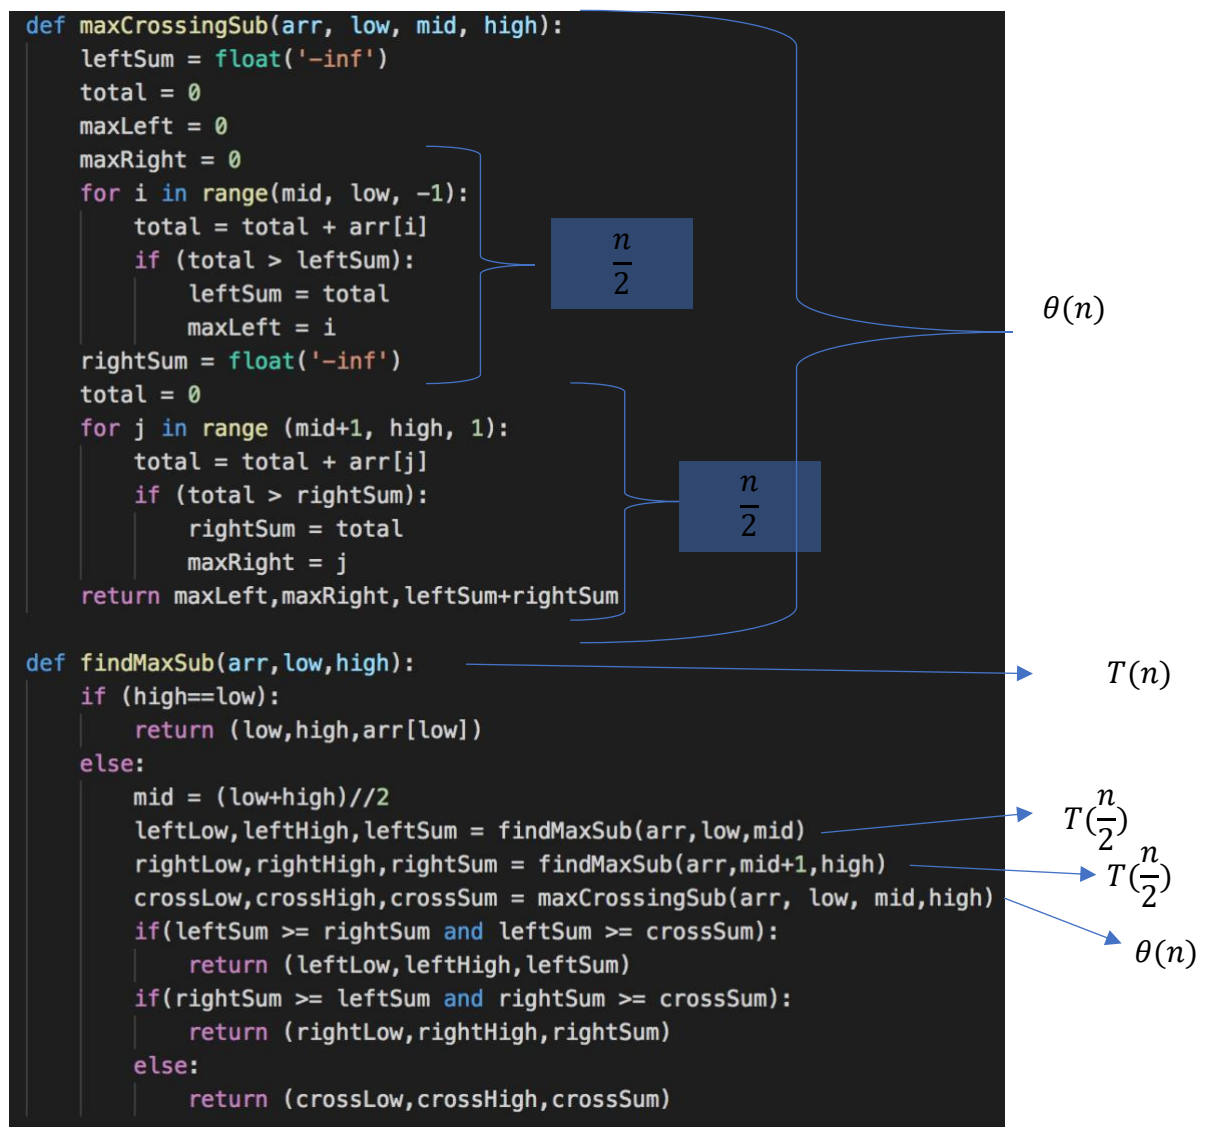 def maxCrossingSub(arr, low, mid, high):
    leftSum = float('-inf')
    total = 0
    maxLeft = 0
    maxRight = 0
    for i in range(mid, low, -1):
        total = total + arr[i]
        if (total > leftSum):
            leftSum = total
            maxLeft = i
    rightSum = float('-inf')
    total = 0
    for j in range (mid+1, high, 1):
        total = total + arr[j]
        if (total > rightSum):
            rightSum = total
            maxRight = j
    return maxLeft,maxRight,leftSum+rightSum
n
2
n
2
θ(n)
def findMaxSub(arr,low,high):
T(n)
    if (high==low):
        return (low,high,arr[low])
    else:
        mid = (low+high)//2
        leftLow,leftHigh,leftSum = findMaxSub(arr,low,mid)
T(n/2)
        rightLow,rightHigh,rightSum = findMaxSub(arr,mid+1,high)
T(n/2)
        crossLow,crossHigh,crossSum = maxCrossingSub(arr, low, mid,high)
θ(n)
        if(leftSum >= rightSum and leftSum >= crossSum):
            return (leftLow,leftHigh,leftSum)
        if(rightSum >= leftSum and rightSum >= crossSum):
            return (rightLow,rightHigh,rightSum)
        else:
            return (crossLow,crossHigh,crossSum)